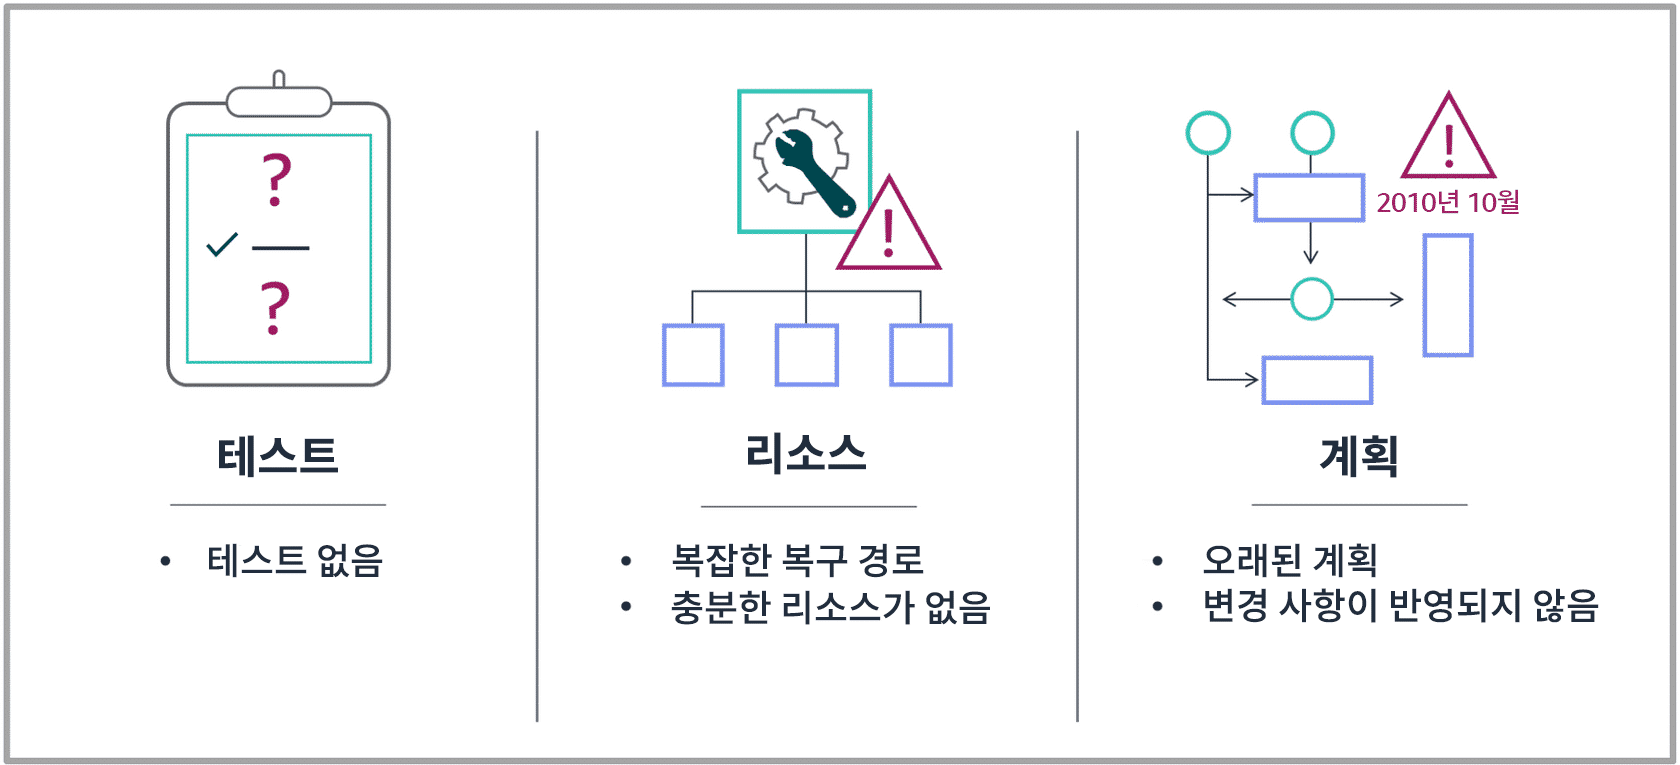 ?
?
테스트
• 테스트 없음
리소스
• 복잡한 복구 경로
• 충분한 리소스가 없음
2010년 10월
계획
• 오래된 계획
• 변경 사항이 반영되지 않음